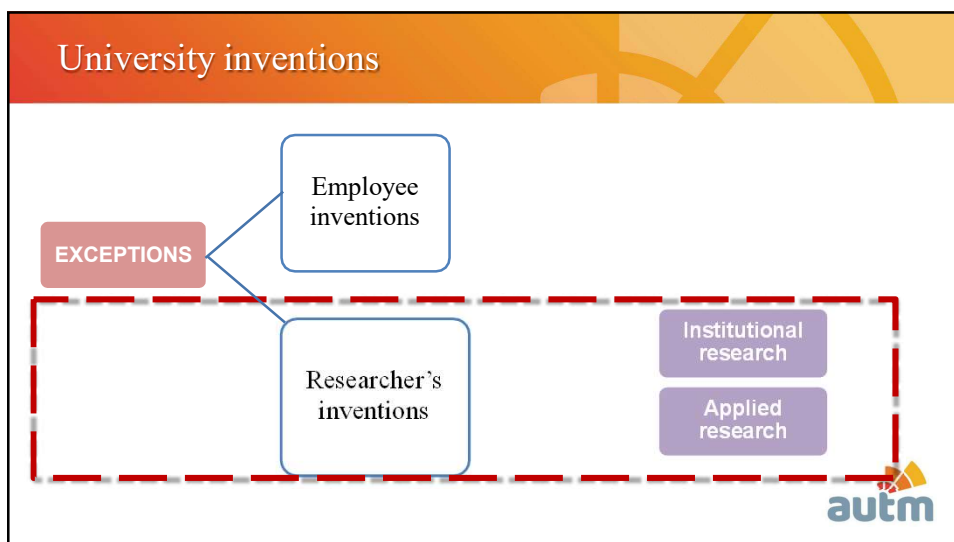 University inventions
Employee
inventions
EXCEPTIONS
Researcher's
inventions
Institutional
research
Applied
research
autm